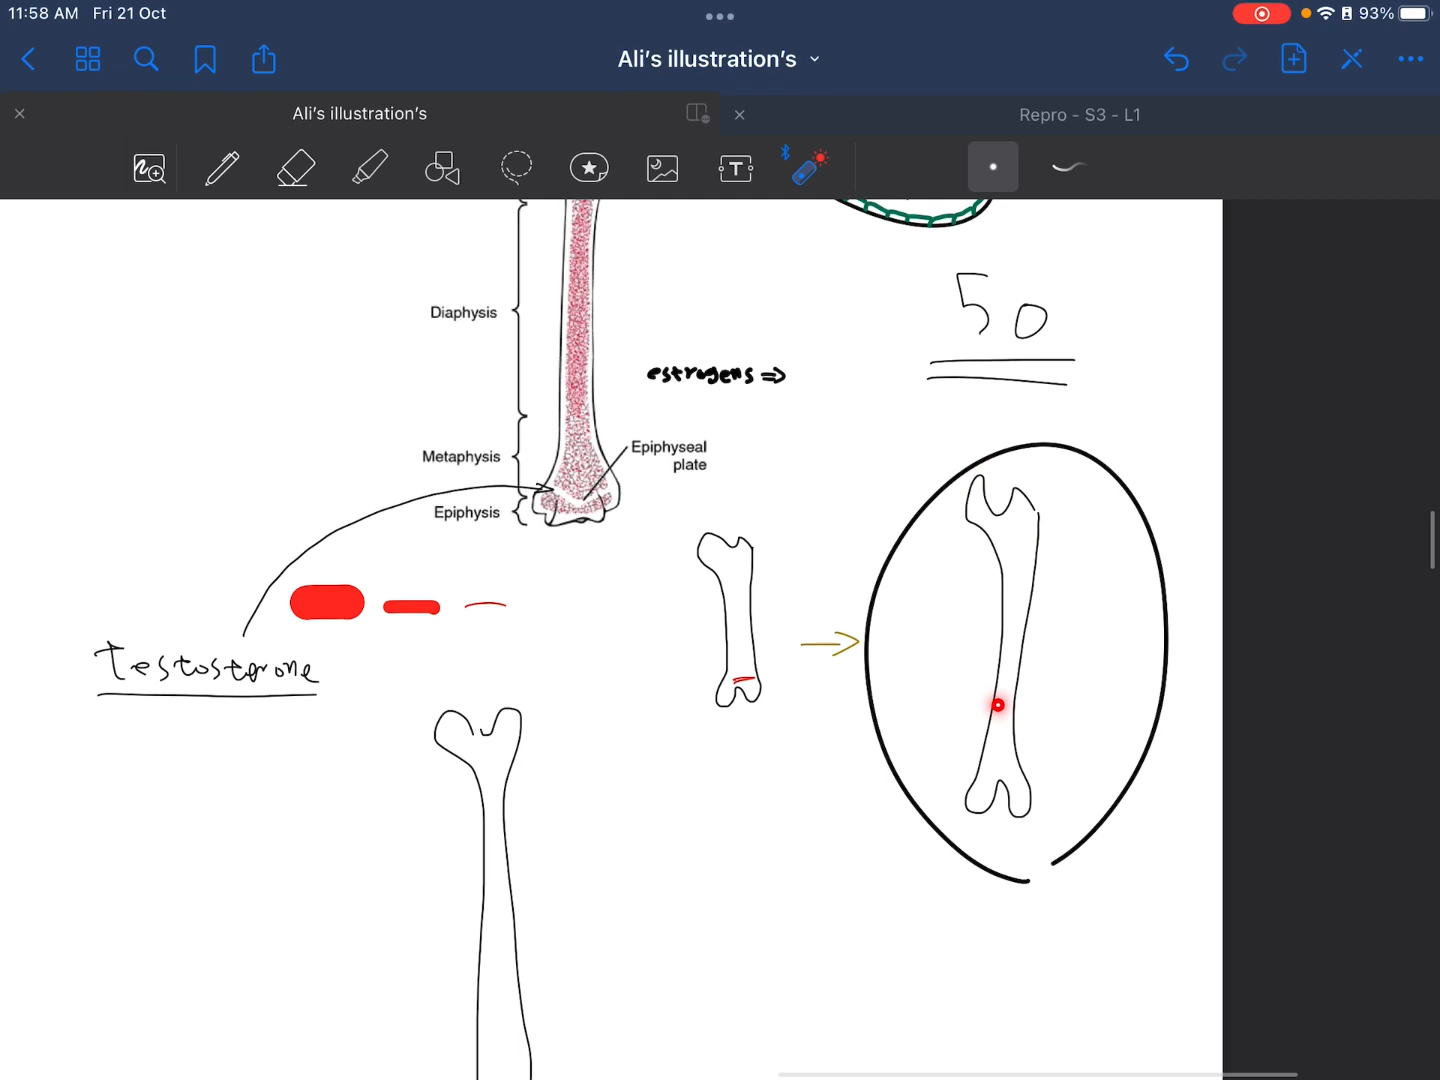 11:58 AM Fri 21 Oct
93%
Ali's illustration's
Ali's illustration's
Repro - S3 - L1
T
50
Diaphysis
estrogens ⇒
Epiphyseal
plate
Metaphysis
Epiphysis
Testosterone